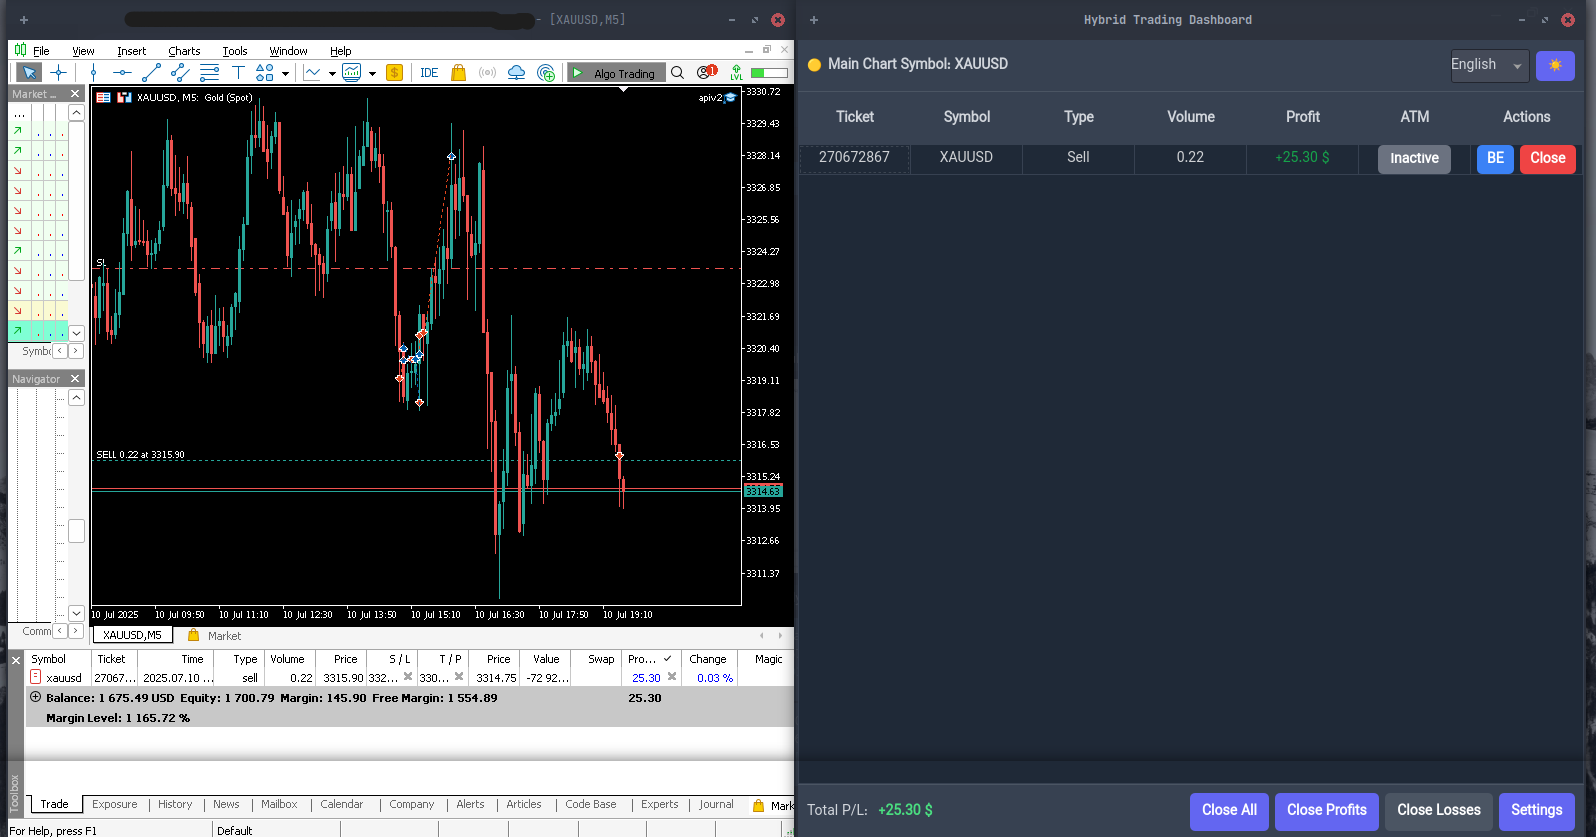 - [XAUUSD,M5]
File View Insert Charts Tools Window Help
IDE $ Algo Trading 1 LVL
Market ...
...
Symbo
Navigator
Comm
XAUUSD, M5: Gold (Spot)
apiv2
SL
SELL 0.22 at 3315.90
3330.72
3329.43
3328.14
3326.85
3325.56
3324.27
3322.98
3321.69
3320.40
3319.11
3317.82
3316.53
3315.24
3314.63
3313.95
3312.66
3311.37
10 Jul 2025 10 Jul 09:50 10 Jul 11:10 10 Jul 12:30 10 Jul 13:50 10 Jul 15:10 10 Jul 16:30 10 Jul 17:50 10 Jul 19:10
XAUUSD,M5 Market
Symbol Ticket Time Type Volume Price S / L T / P Price Value Swap Pro... Change Magic
xauusd 27067... 2025.07.10 ... sell 0.22 3315.90 332... 330... 3314.75 -72 92... 25.30 0.03 %
Balance: 1 675.49 USD Equity: 1 700.79 Margin: 145.90 Free Margin: 1 554.89 25.30
Margin Level: 1 165.72 %
Toolbox
Trade Exposure History News Mailbox Calendar Company Alerts Articles Code Base Experts Journal Mark
For Help, press F1 Default
Hybrid Trading Dashboard
Main Chart Symbol: XAUUSD English
Ticket Symbol Type Volume Profit ATM Actions
270672867 XAUUSD Sell 0.22 +25.30 $ Inactive BE Close
Total P/L: +25.30 $ Close All Close Profits Close Losses Settings